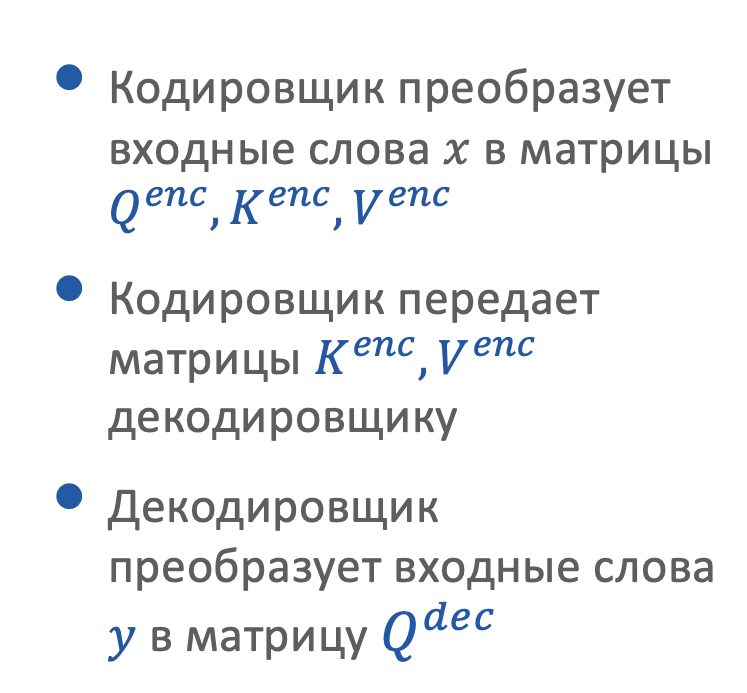 • Кодировщик преобразует
входные слова x в матрицы
Q^enc, K^enc, V^enc
• Кодировщик передает
матрицы K^enc, V^enc
декодировщику
• Декодировщик
преобразует входные слова
y в матрицу Q^dec